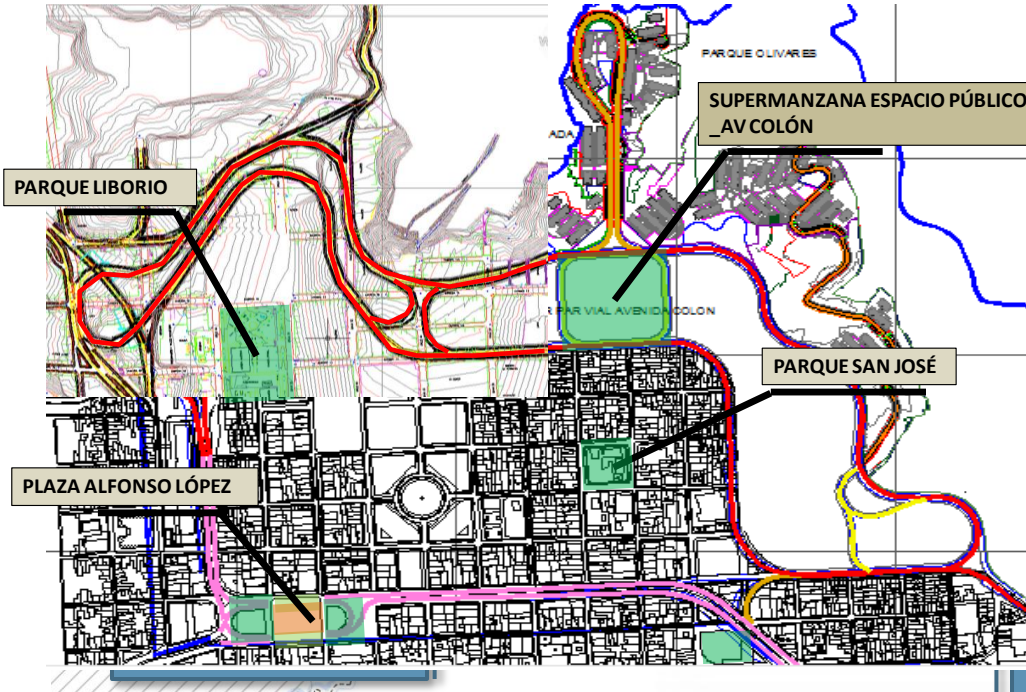 PARQUE OLIVARES
SUPERMANZANA ESPACIO PÚBLICO
_AV COLÓN
ADA
PARQUE LIBORIO
R PAR VIAL AVENIDA COLON
PARQUE SAN JOSÉ
PLAZA ALFONSO LÓPEZ